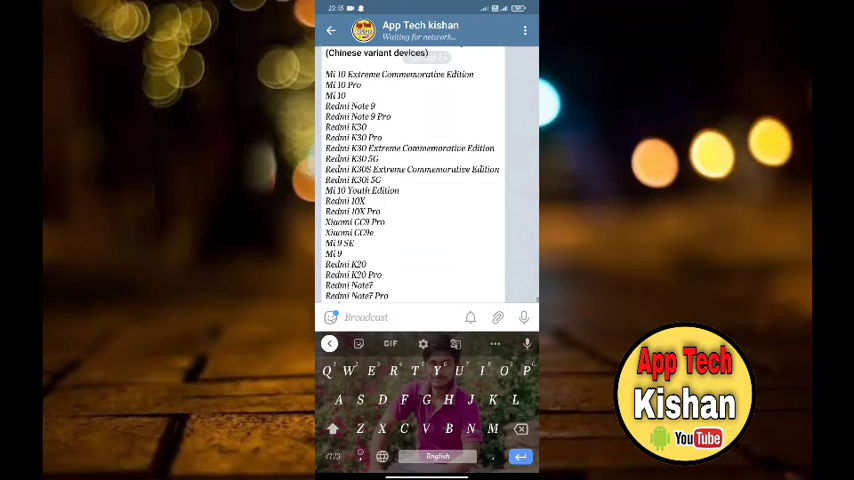 20:15
App Tech kishan
Waiting for network...
(Chinese variant devices)
Mi 10 Extreme Commemorative Edition
Mi 10 Pro
Mi 10
Redmi Note 9
Redmi Note 9 Pro
Redmi K30
Redmi K30 Pro
Redmi K30 Extreme Commemorative Edition
Redmi K30 5G
Redmi K30S Extreme Commemorative Edition
Redmi K30i 5G
Mi 10 Youth Edition
Redmi 10X
Redmi 10X Pro
Xiaomi CC9 Pro
Xiaomi CC9e
Mi 9 SE
Mi 9
Redmi K20
Redmi K20 Pro
Redmi Note7
Redmi Note7 Pro
Broadcast
GIF
Q W E R T Y U I O P
A S D F G H J K L
Z X C V B N M
?123 , English .
App Tech
Kishan
YouTube